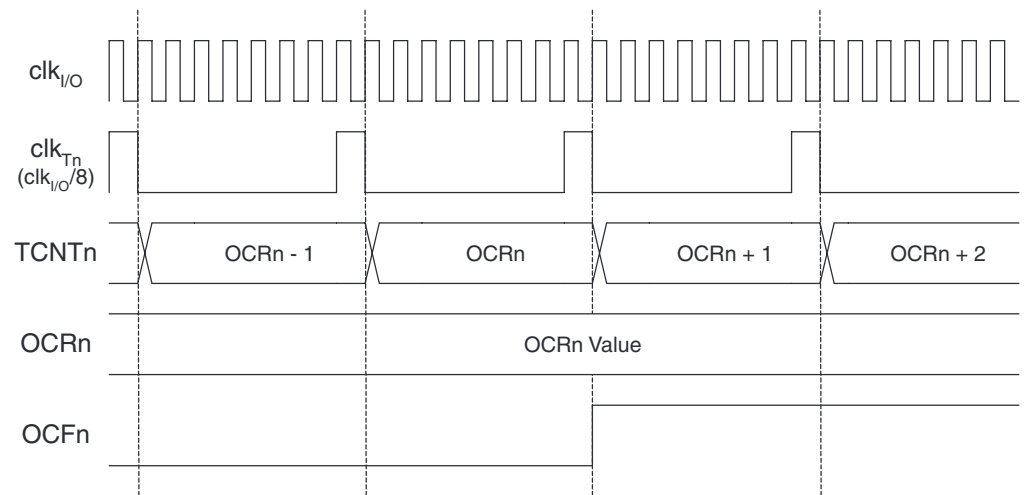 clkI/O
clkTn
(clkI/O/8)
TCNTn
OCRn - 1
OCRn
OCRn + 1
OCRn + 2
OCRn
OCRn Value
OCFn